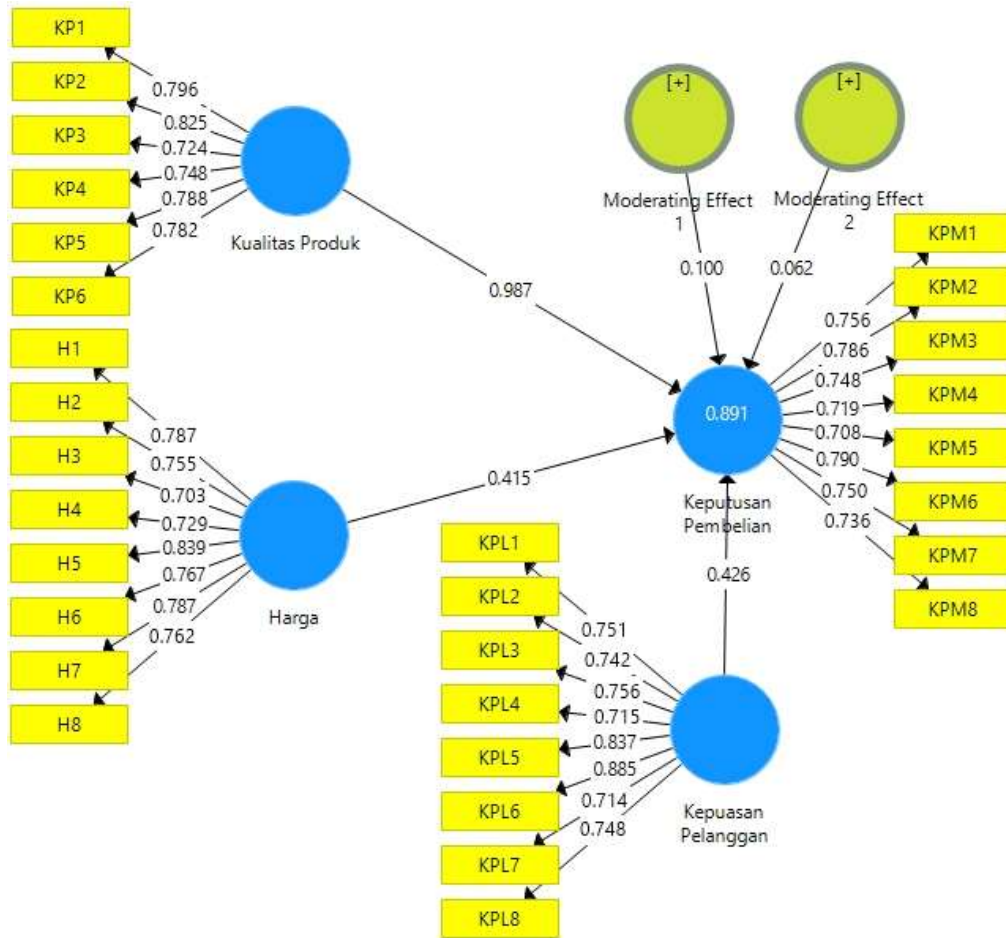 KP1
KP2
KP3
KP4
KP5
KP6
0.796
0.825
0.724
0.748
0.788
0.782
Kualitas Produk
H1
H2
H3
H4
H5
H6
H7
H8
0.787
0.755
0.703
0.729
0.839
0.767
0.787
0.762
Harga
0.987
0.415
[+]
Moderating Effect
1
[+]
Moderating Effect
2
0.100
0.062
0.891
Keputusan
Pembelian
0.426
0.756
0.786
0.748
0.719
0.708
0.790
0.750
0.736
KPM1
KPM2
KPM3
KPM4
KPM5
KPM6
KPM7
KPM8
KPL1
KPL2
KPL3
KPL4
KPL5
KPL6
KPL7
KPL8
0.751
0.742
0.756
0.715
0.837
0.885
0.714
0.748
Kepuasan
Pelanggan